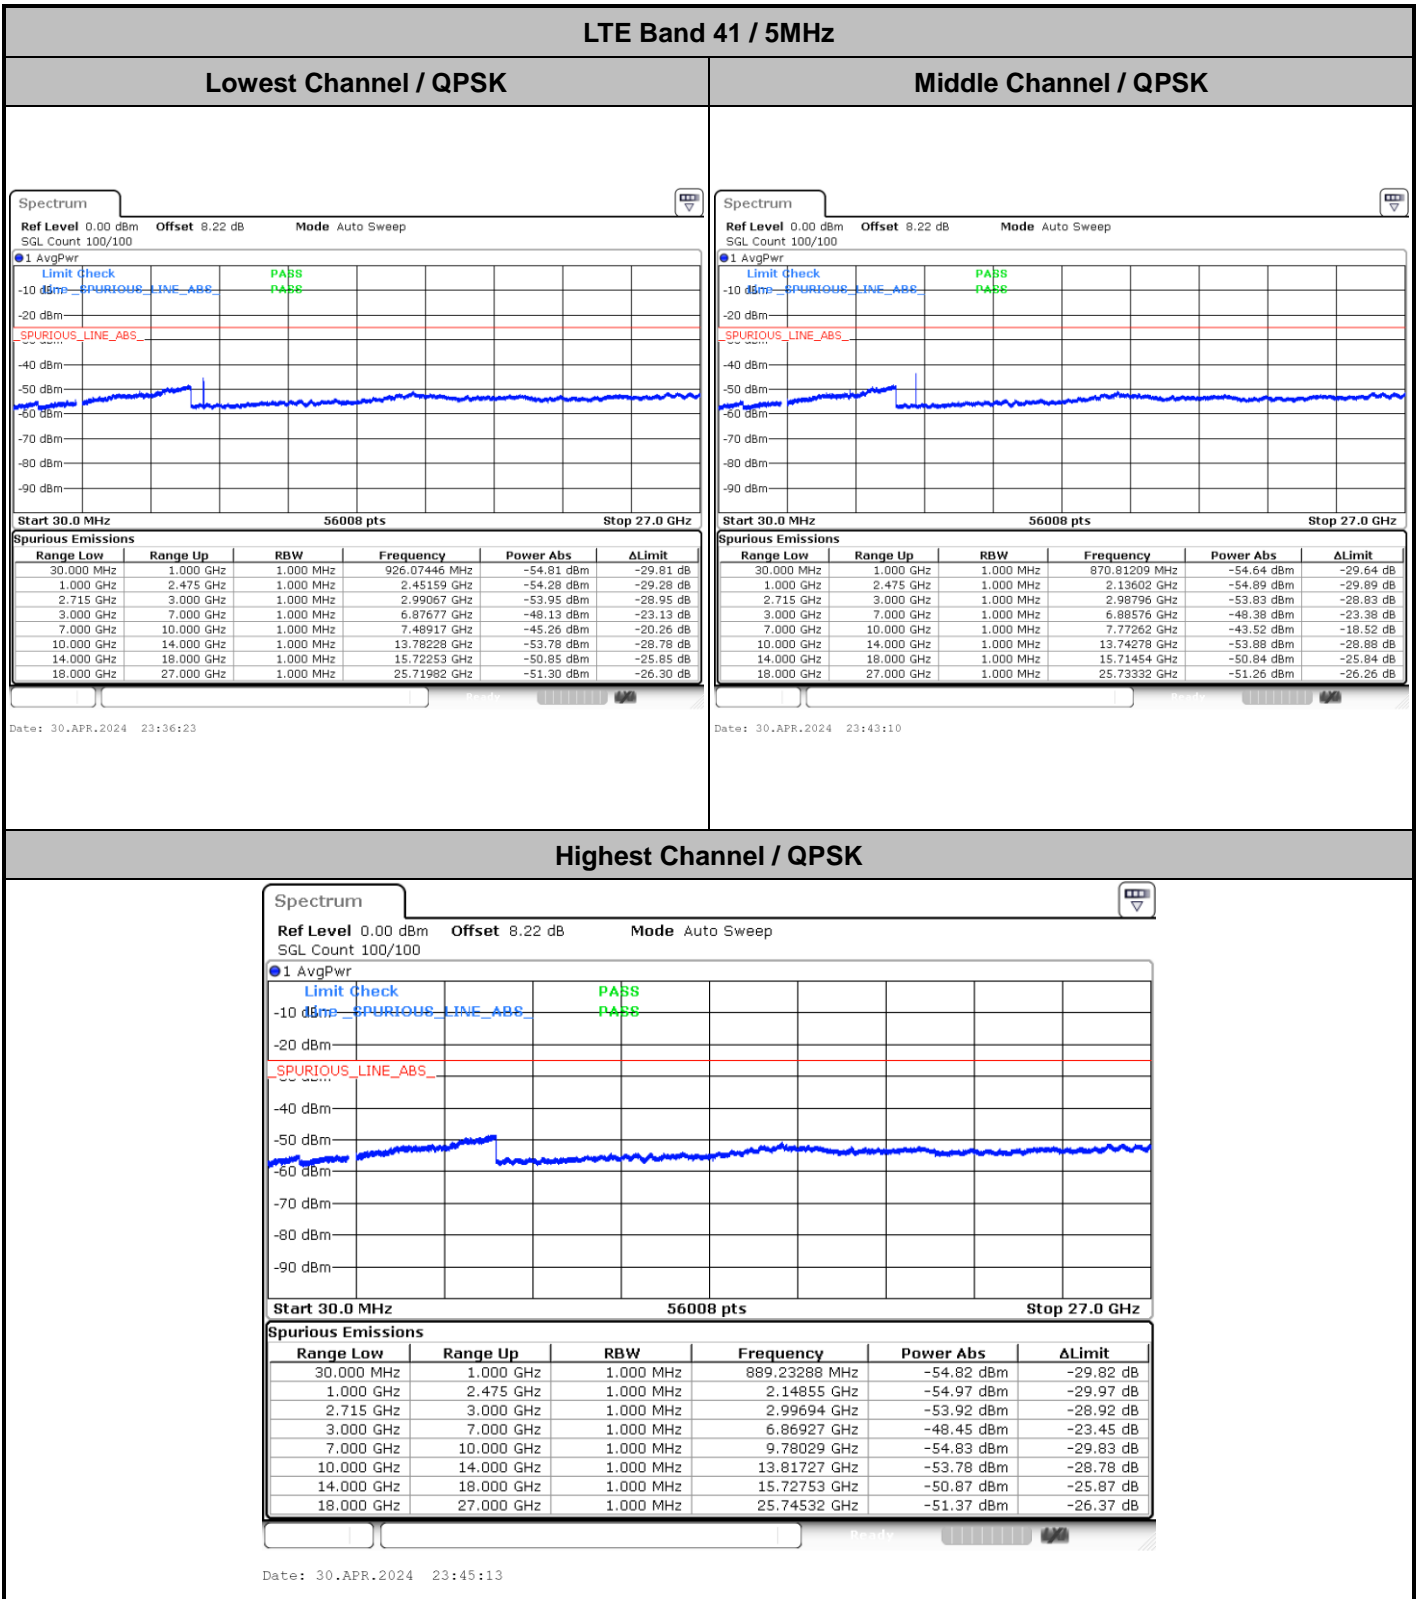 LTE Band 41 / 5MHz
Lowest Channel / QPSK
Spectrum
Ref Level 0.00 dBm Offset 8.22 dB Mode Auto Sweep
SGL Count 100/100
1 AvgPwr
Limit Check PASS
-10 dBm Line _SPURIOUS_LINE_ABS_ PASS
-20 dBm
_SPURIOUS_LINE_ABS_
-40 dBm
-50 dBm
-60 dBm
-70 dBm
-80 dBm
-90 dBm
Start 30.0 MHz 56008 pts Stop 27.0 GHz
Spurious Emissions
Range Low Range Up RBW Frequency Power Abs ΔLimit
30.000 MHz 1.000 GHz 1.000 MHz 926.07446 MHz -54.81 dBm -29.81 dB
1.000 GHz 2.475 GHz 1.000 MHz 2.45159 GHz -54.28 dBm -29.28 dB
2.715 GHz 3.000 GHz 1.000 MHz 2.99067 GHz -53.95 dBm -28.95 dB
3.000 GHz 7.000 GHz 1.000 MHz 6.87677 GHz -48.13 dBm -23.13 dB
7.000 GHz 10.000 GHz 1.000 MHz 7.48917 GHz -45.26 dBm -20.26 dB
10.000 GHz 14.000 GHz 1.000 MHz 13.78228 GHz -53.78 dBm -28.78 dB
14.000 GHz 18.000 GHz 1.000 MHz 15.72253 GHz -50.85 dBm -25.85 dB
18.000 GHz 27.000 GHz 1.000 MHz 25.71982 GHz -51.30 dBm -26.30 dB
Ready
Date: 30.APR.2024 23:36:23
Middle Channel / QPSK
Spectrum
Ref Level 0.00 dBm Offset 8.22 dB Mode Auto Sweep
SGL Count 100/100
1 AvgPwr
Limit Check PASS
-10 dBm Line _SPURIOUS_LINE_ABS_ PASS
-20 dBm
_SPURIOUS_LINE_ABS_
-40 dBm
-50 dBm
-60 dBm
-70 dBm
-80 dBm
-90 dBm
Start 30.0 MHz 56008 pts Stop 27.0 GHz
Spurious Emissions
Range Low Range Up RBW Frequency Power Abs ΔLimit
30.000 MHz 1.000 GHz 1.000 MHz 870.81209 MHz -54.64 dBm -29.64 dB
1.000 GHz 2.475 GHz 1.000 MHz 2.13602 GHz -54.89 dBm -29.89 dB
2.715 GHz 3.000 GHz 1.000 MHz 2.98796 GHz -53.83 dBm -28.83 dB
3.000 GHz 7.000 GHz 1.000 MHz 6.88576 GHz -48.38 dBm -23.38 dB
7.000 GHz 10.000 GHz 1.000 MHz 7.77262 GHz -43.52 dBm -18.52 dB
10.000 GHz 14.000 GHz 1.000 MHz 13.74278 GHz -53.88 dBm -28.88 dB
14.000 GHz 18.000 GHz 1.000 MHz 15.71454 GHz -50.84 dBm -25.84 dB
18.000 GHz 27.000 GHz 1.000 MHz 25.73332 GHz -51.26 dBm -26.26 dB
Ready
Date: 30.APR.2024 23:43:10
Highest Channel / QPSK
Spectrum
Ref Level 0.00 dBm Offset 8.22 dB Mode Auto Sweep
SGL Count 100/100
1 AvgPwr
Limit Check PASS
-10 dBm Line _SPURIOUS_LINE_ABS_ PASS
-20 dBm
_SPURIOUS_LINE_ABS_
-40 dBm
-50 dBm
-60 dBm
-70 dBm
-80 dBm
-90 dBm
Start 30.0 MHz 56008 pts Stop 27.0 GHz
Spurious Emissions
Range Low Range Up RBW Frequency Power Abs ΔLimit
30.000 MHz 1.000 GHz 1.000 MHz 889.23288 MHz -54.82 dBm -29.82 dB
1.000 GHz 2.475 GHz 1.000 MHz 2.14855 GHz -54.97 dBm -29.97 dB
2.715 GHz 3.000 GHz 1.000 MHz 2.99694 GHz -53.92 dBm -28.92 dB
3.000 GHz 7.000 GHz 1.000 MHz 6.86927 GHz -48.45 dBm -23.45 dB
7.000 GHz 10.000 GHz 1.000 MHz 9.78029 GHz -54.83 dBm -29.83 dB
10.000 GHz 14.000 GHz 1.000 MHz 13.81727 GHz -53.78 dBm -28.78 dB
14.000 GHz 18.000 GHz 1.000 MHz 15.72753 GHz -50.87 dBm -25.87 dB
18.000 GHz 27.000 GHz 1.000 MHz 25.74532 GHz -51.37 dBm -26.37 dB
Ready
Date: 30.APR.2024 23:45:13